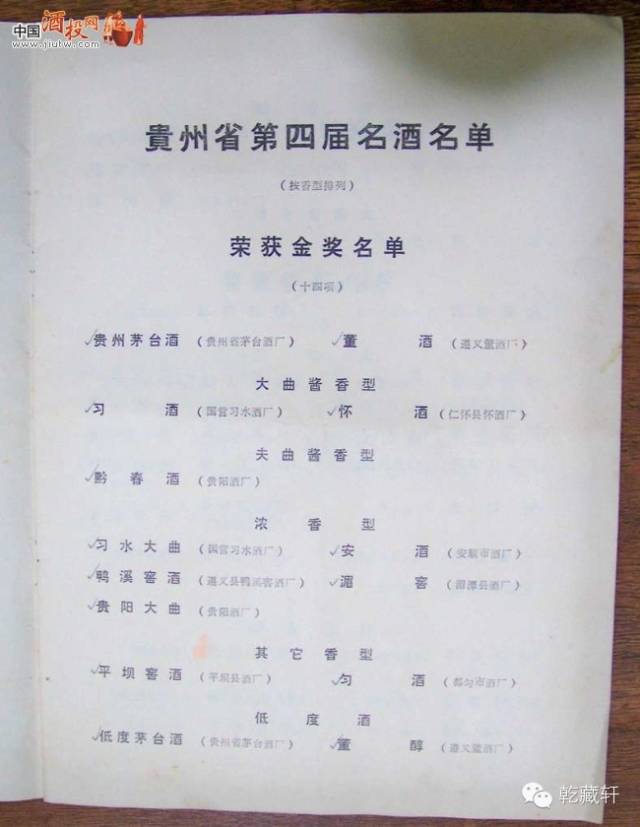 中国酒投网
www.jiutw.com
貴州省第四届名酒名单
(按香型排列)
荣获金奖名单
(十四项)
贵州茅台酒 (贵州省茅台酒厂) 董 酒 (遵义董酒厂)
大曲酱香型
习 酒 (国营习水酒厂) 怀 酒 (仁怀县怀酒厂)
夫曲酱香型
黔春酒 (贵阳酒厂)
浓香型
习水大曲 (国营习水酒厂) 安 酒 (安顺市酒厂)
鸭溪窖酒 (遵义县鸭溪窖酒厂) 湄 窖 (湄潭县酒厂)
贵阳大曲 (贵阳酒厂)
其它香型
平坝窖酒 (平坝县酒厂) 匀 酒 (都匀市酒厂)
低度酒
低度茅台酒 (贵州省茅台酒厂) 董 醇 (遵义董酒厂)
乾藏轩